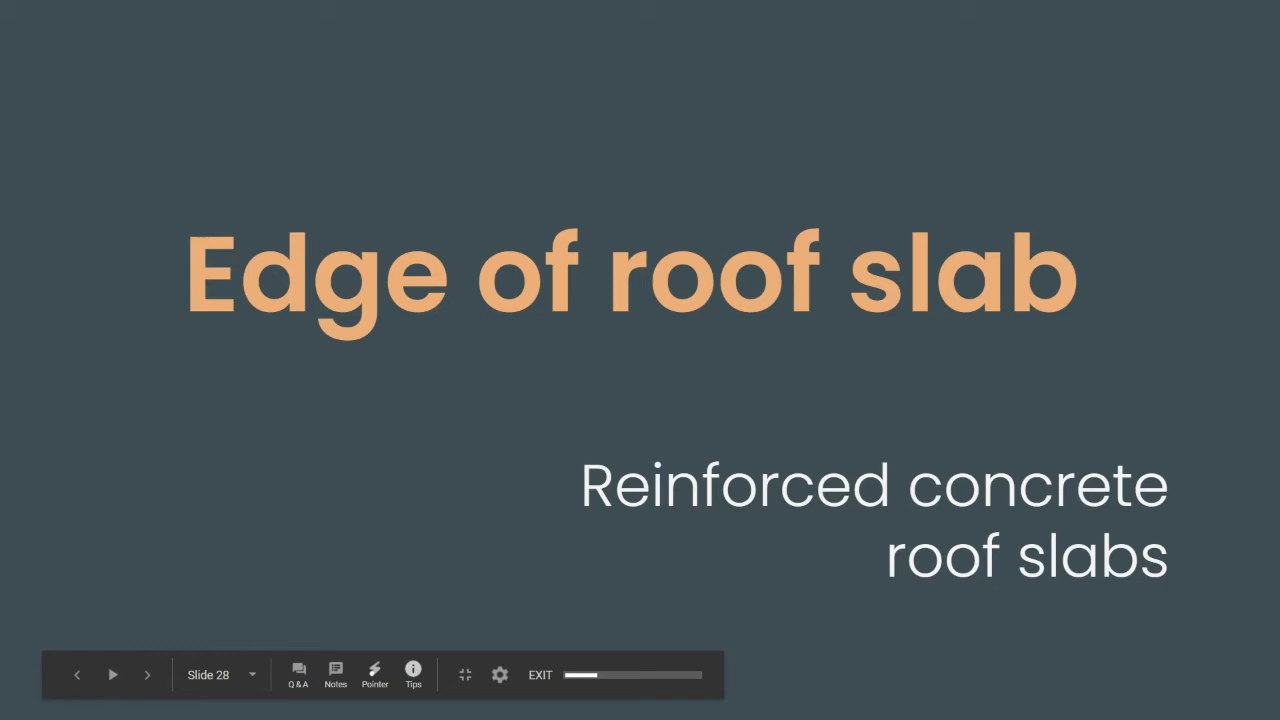 Edge of roof slab
Reinforced concrete
roof slabs
Slide 28
Q & A
Notes
Pointer
Tips
EXIT